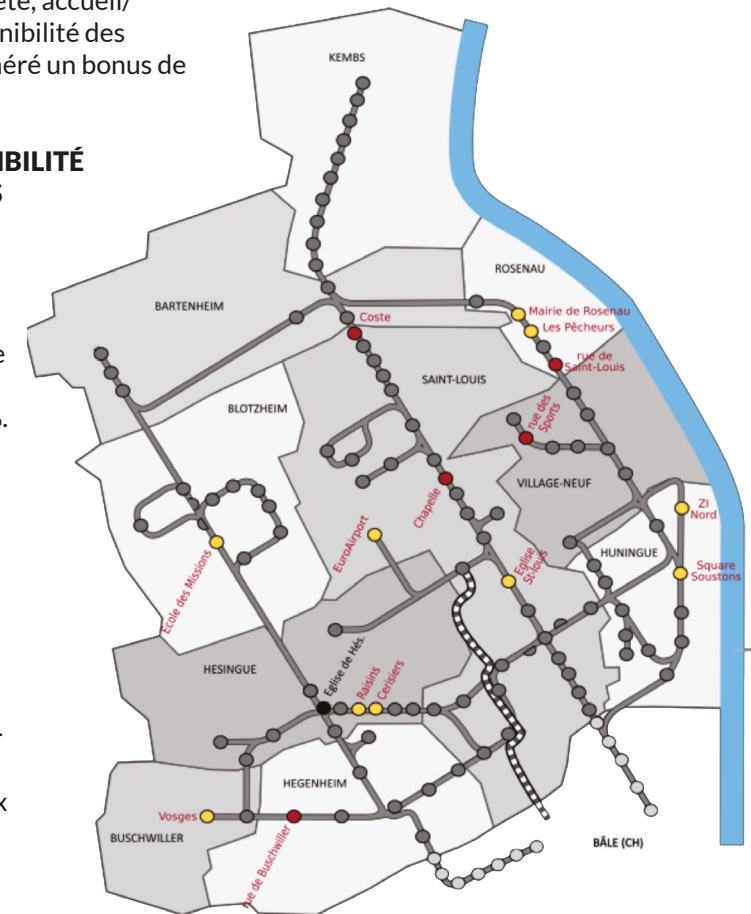 été, accueil/
nibilité des
néré un bonus de
IBILITÉ
S
e
.
x
KEMBS
ROSENAU
BARTENHEIM
Mairie de Rosenau
Les Pêcheurs
Coste
rue de
Saint-Louis
SAINT-LOUIS
BLOTZHEIM
rue des
Sports
VILLAGE-NEUF
Chapelle
ZI
Nord
EuroAirport
HUNINGUE
Ecole des Missions
Eglise
St-louis
Square
Soustons
HESINGUE
Eglise de Hés.
Raisins
Cerisiers
HEGENHEIM
Vosges
BUSCHWILLER
rue de Buschwiller
BÂLE (CH)